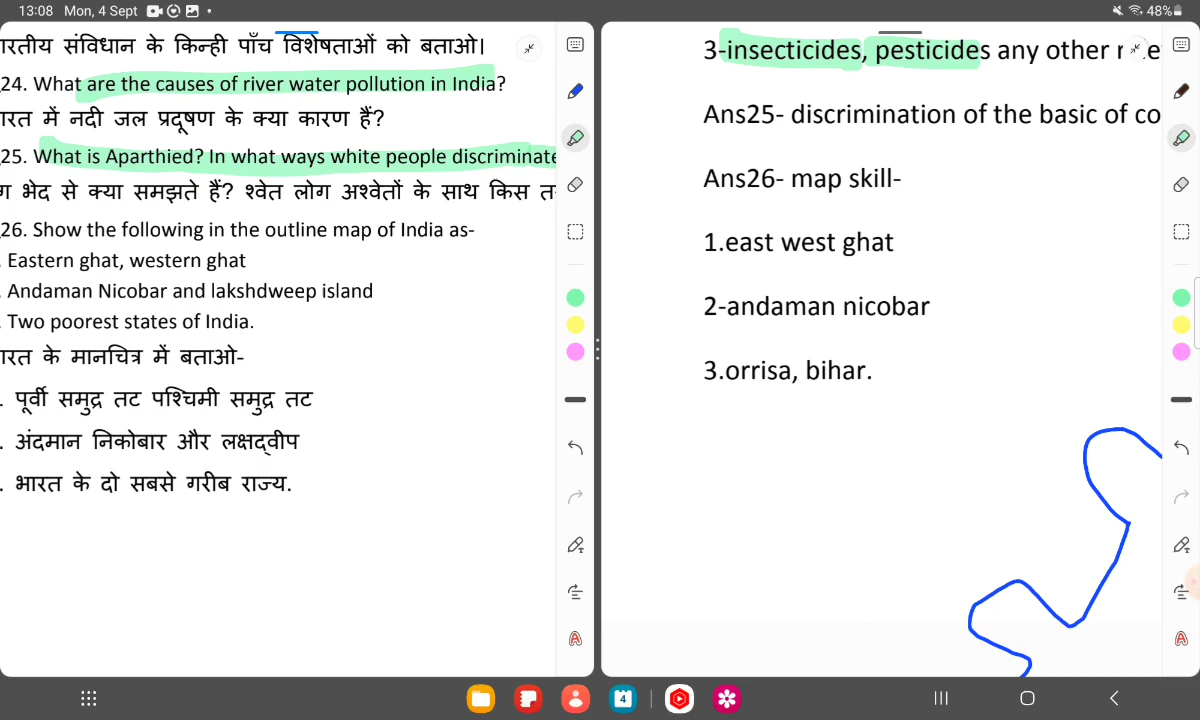 13:08 Mon, 4 Sept
48%
रतीय संविधान के किन्ही पाँच विशेषताओं को बताओ।
24. What are the causes of river water pollution in India?
रत में नदी जल प्रदूषण के क्या कारण हैं?
25. What is Aparthied? In what ways white people discriminate
ग भेद से क्या समझते हैं? श्वेत लोग अश्वेतों के साथ किस त
26. Show the following in the outline map of India as-
. Eastern ghat, western ghat
. Andaman Nicobar and lakshdweep island
. Two poorest states of India.
रत के मानचित्र में बताओ-
. पूर्वी समुद्र तट पश्चिमी समुद्र तट
. अंदमान निकोबार और लक्षद्वीप
. भारत के दो सबसे गरीब राज्य.
3-insecticides, pesticides any other
Ans25- discrimination of the basic of co
Ans26- map skill-
1.east west ghat
2-andaman nicobar
3.orrisa, bihar.
4